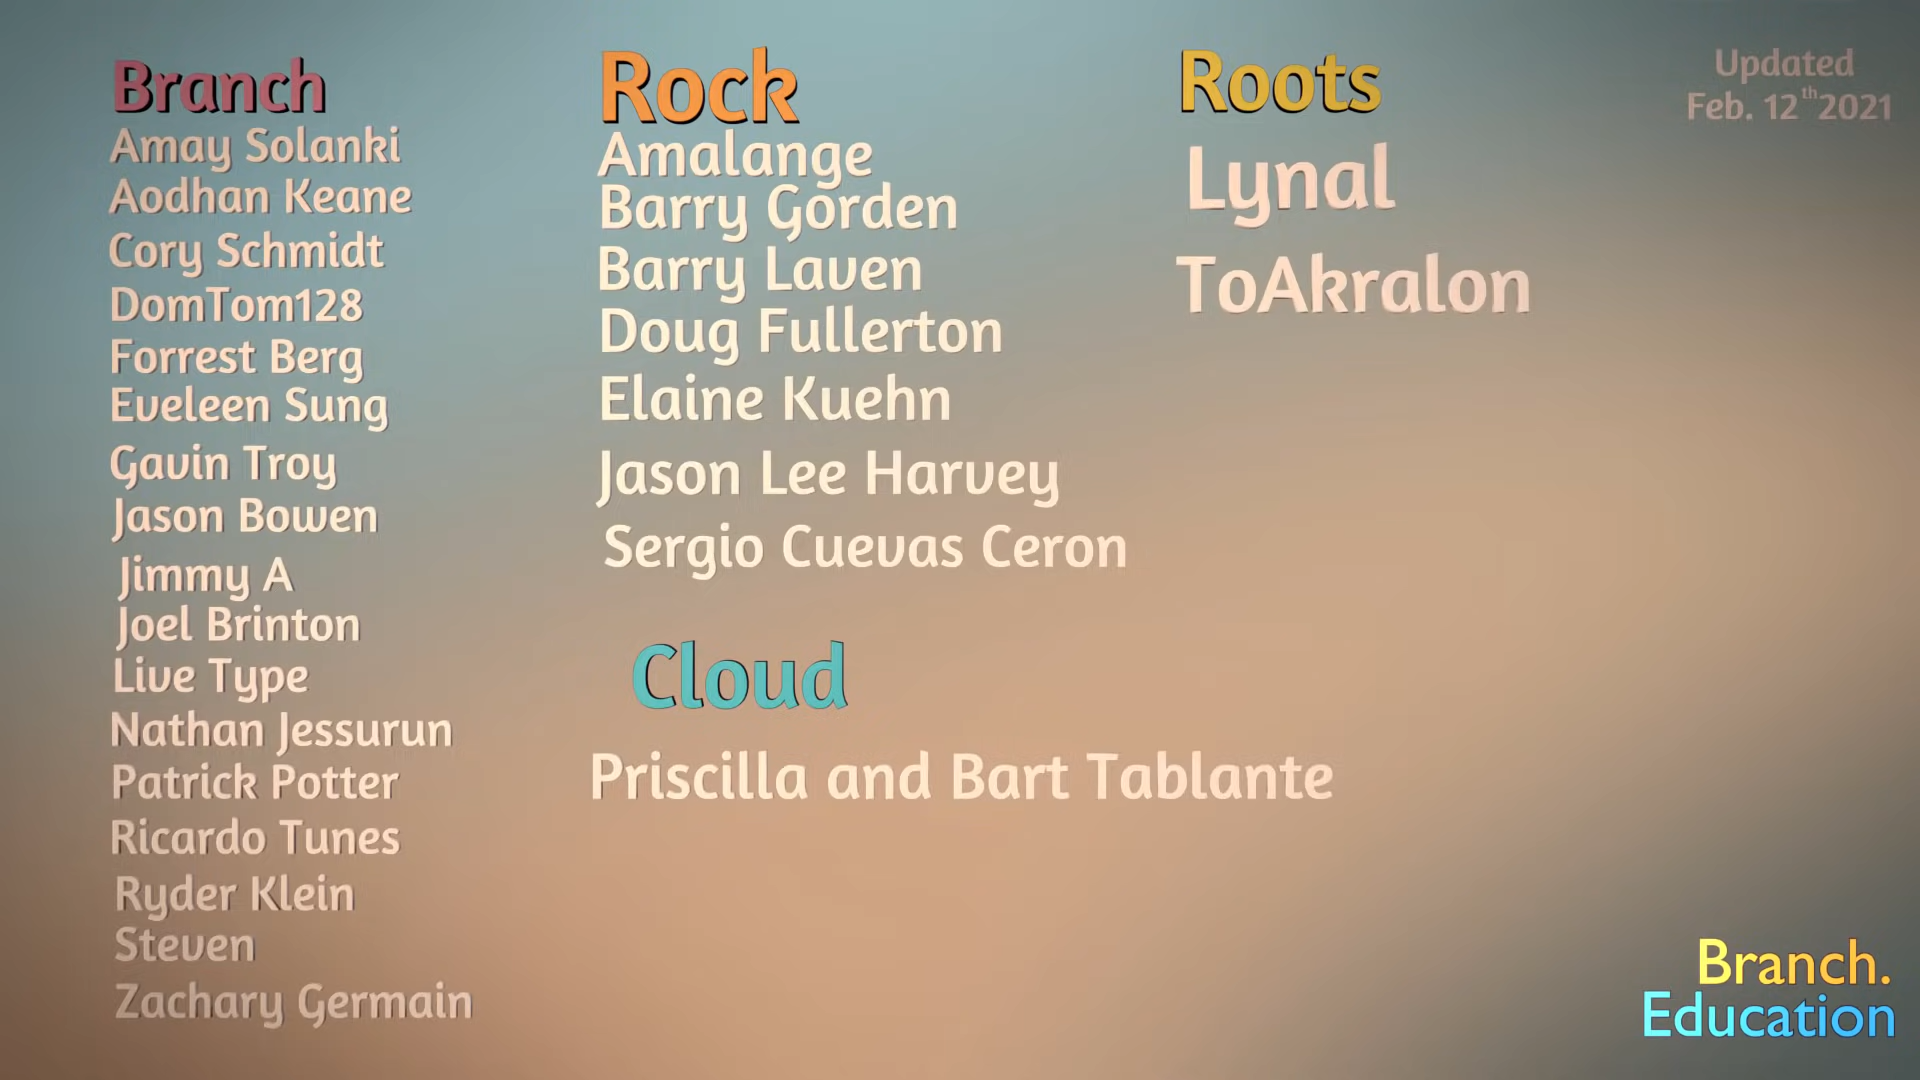 Branch
Amay Solanki
Aodhan Keane
Cory Schmidt
DomTom128
Forrest Berg
Eveleen Sung
Gavin Troy
Jason Bowen
Jimmy A
Joel Brinton
Live Type
Nathan Jessurun
Patrick Potter
Ricardo Tunes
Ryder Klein
Steven
Zachary Germain
Rock
Amalange
Barry Gorden
Barry Laven
Doug Fullerton
Elaine Kuehn
Jason Lee Harvey
Sergio Cuevas Ceron
Cloud
Priscilla and Bart Tablante
Roots
Lynal
ToAkralon
Updated
Feb. 12th 2021
Branch.
Education